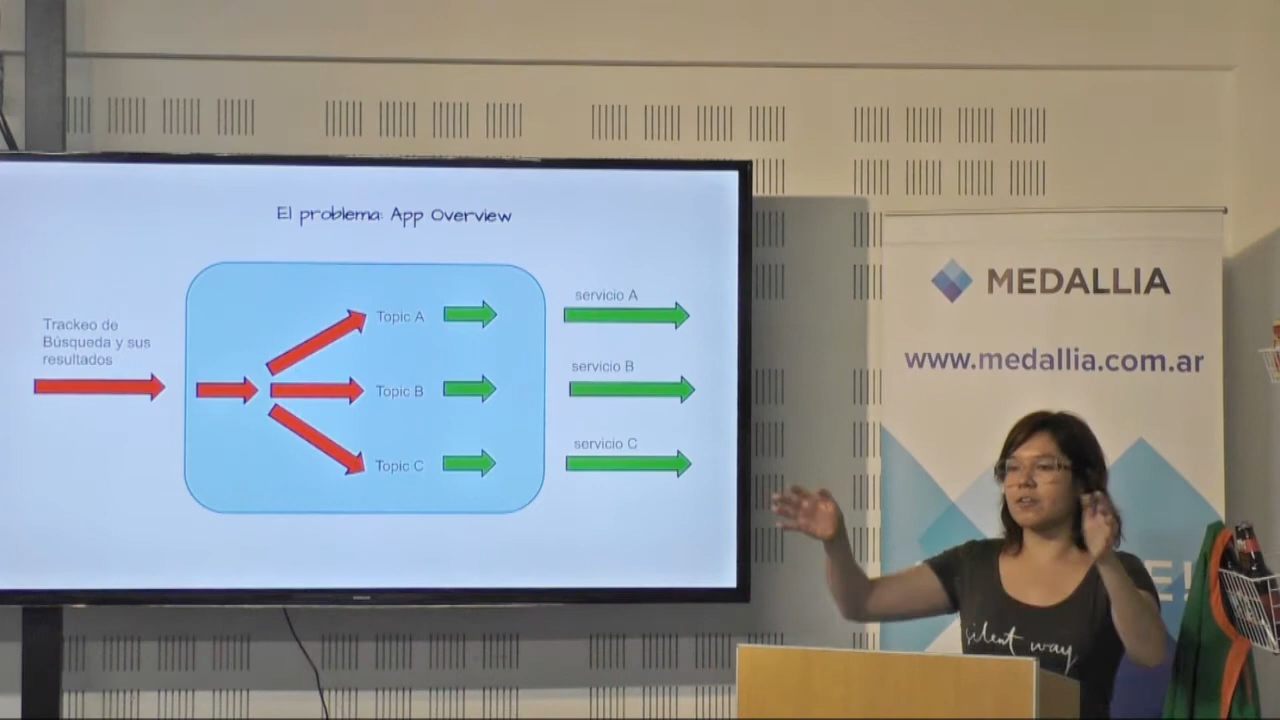 El problema: App Overview
Trackeo de
Búsqueda y sus
resultados
Topic A
servicio A
Topic B
servicio B
Topic C
servicio C
MEDALLIA
www.medallia.com.ar
E!
silent way